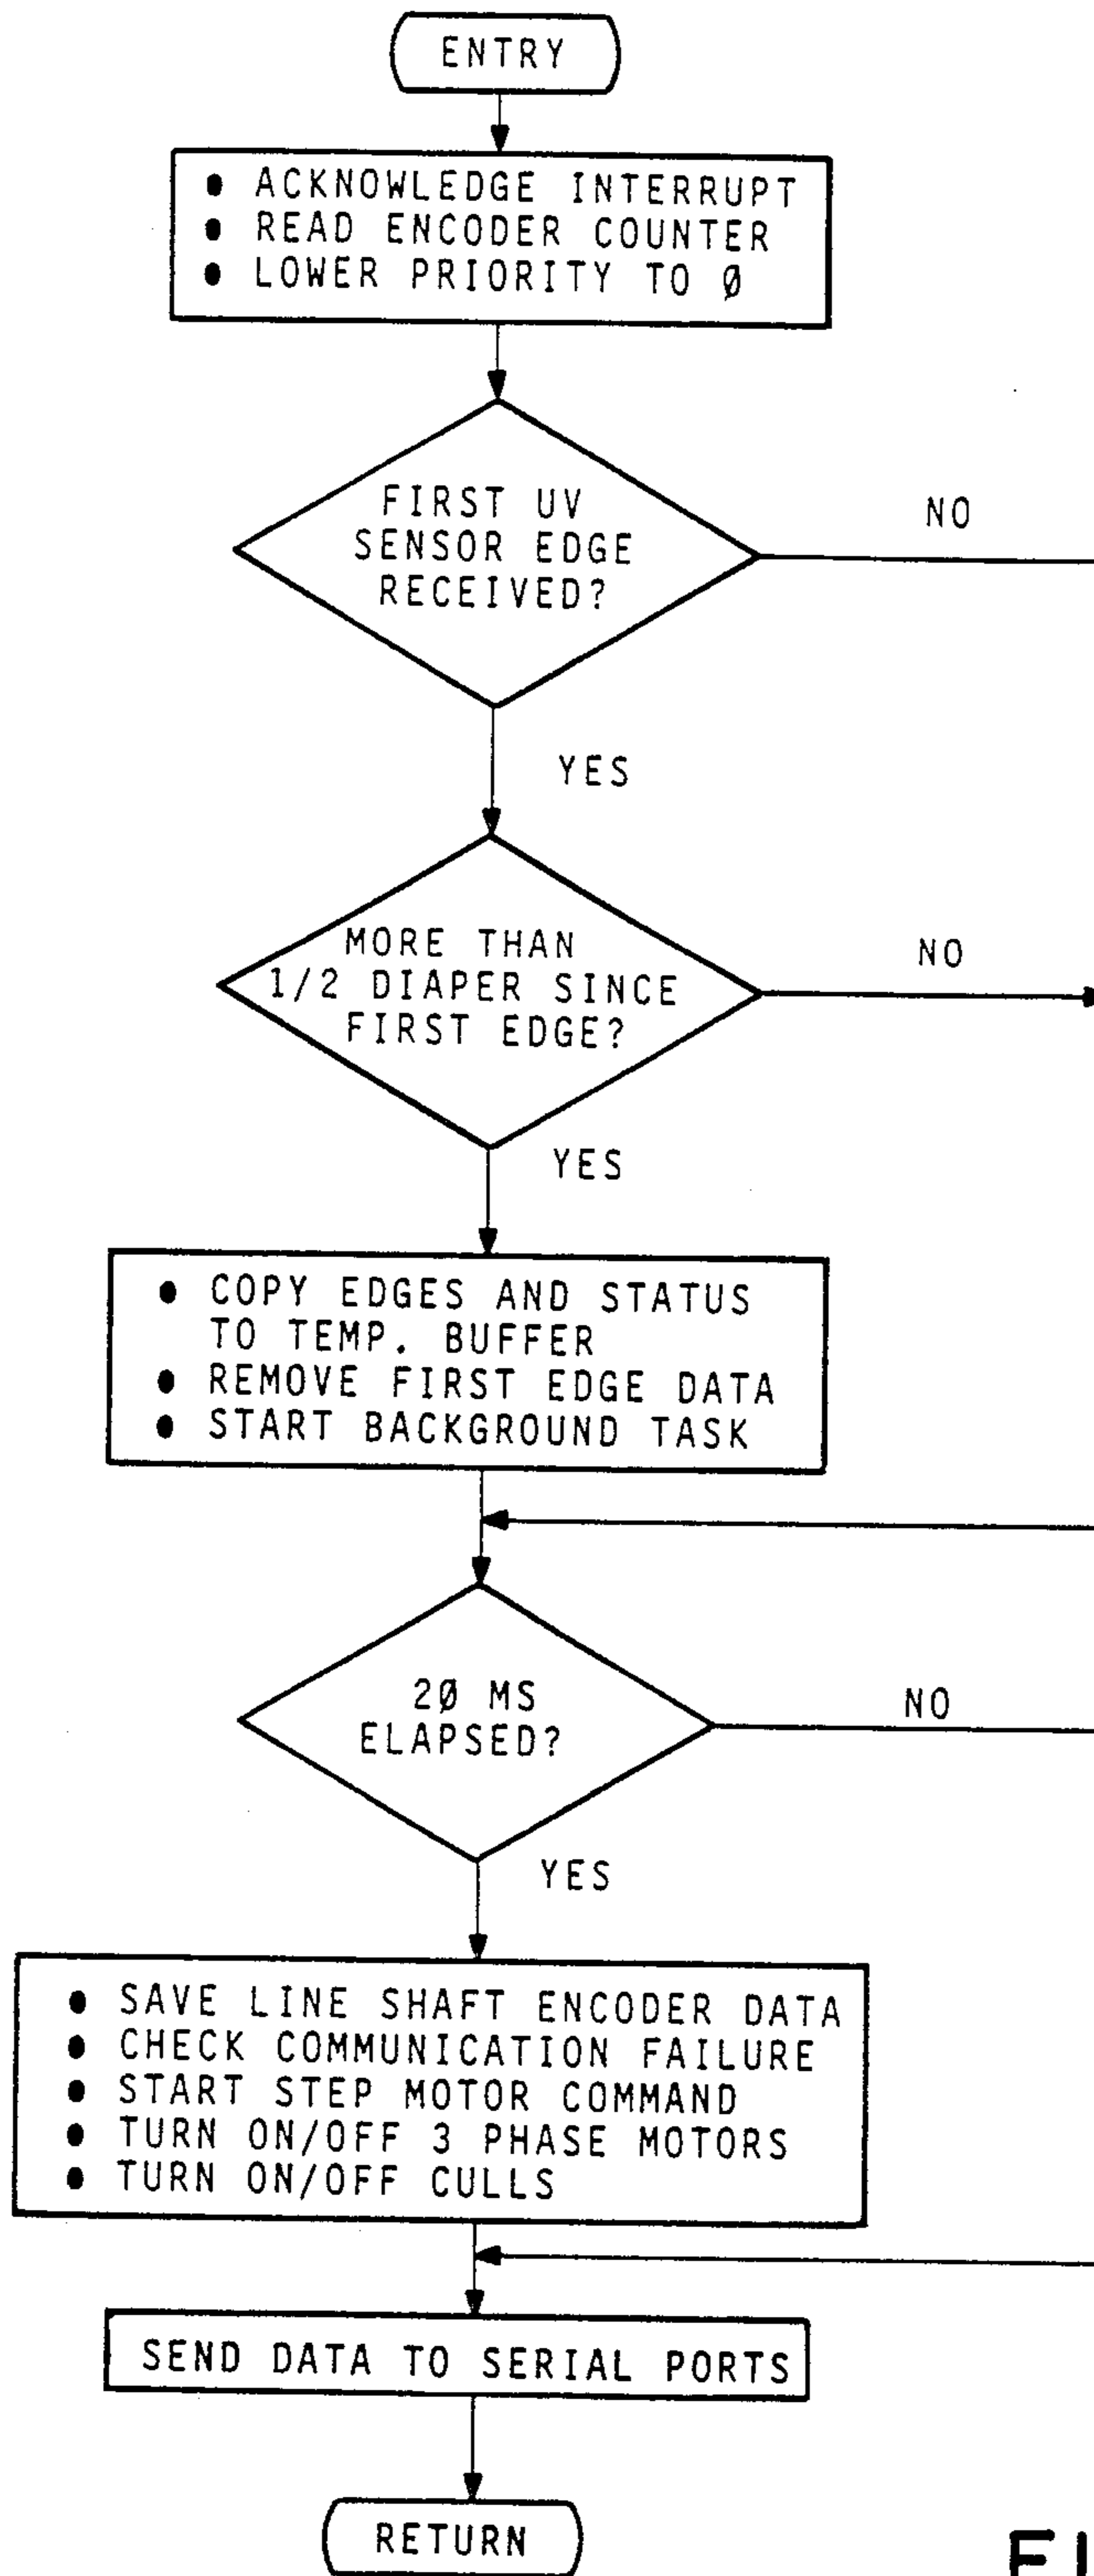 ENTRY
● ACKNOWLEDGE INTERRUPT
● READ ENCODER COUNTER
● LOWER PRIORITY TO Ø
FIRST UV
SENSOR EDGE
RECEIVED?
NO
YES
MORE THAN
1/2 DIAPER SINCE
FIRST EDGE?
NO
YES
● COPY EDGES AND STATUS
TO TEMP. BUFFER
● REMOVE FIRST EDGE DATA
● START BACKGROUND TASK
2Ø MS
ELAPSED?
NO
YES
● SAVE LINE SHAFT ENCODER DATA
● CHECK COMMUNICATION FAILURE
● START STEP MOTOR COMMAND
● TURN ON/OFF 3 PHASE MOTORS
● TURN ON/OFF CULLS
SEND DATA TO SERIAL PORTS
RETURN